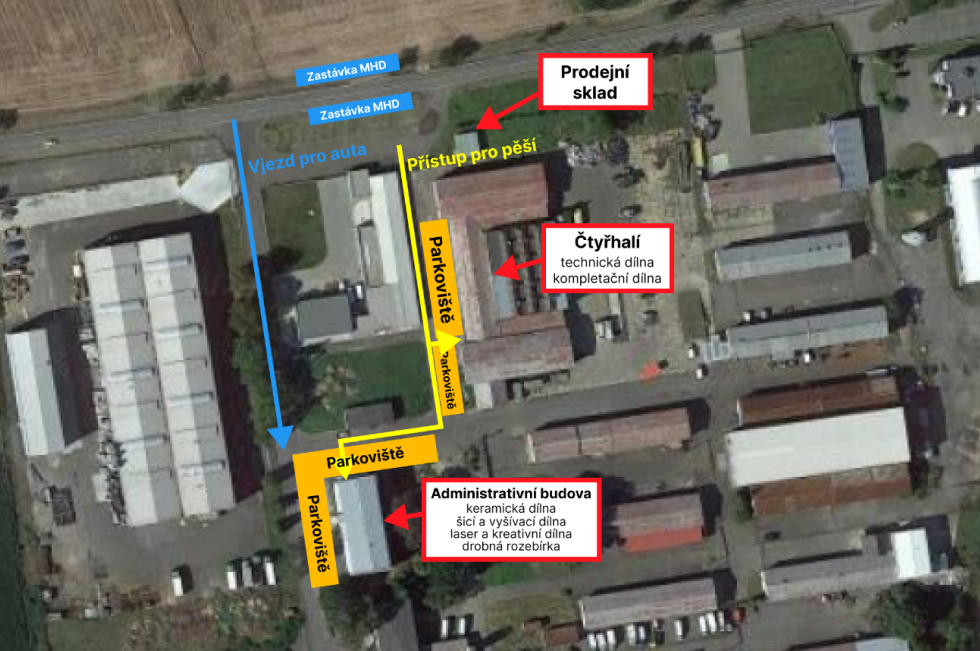 Zastávka MHD
Zastávka MHD
Prodejní
sklad
Vjezd pro auta
Přístup pro pěší
Parkoviště
Čtyřhalí
technická dílna
kompletační dílna
Parkoviště
Parkoviště
Parkoviště
Administrativní budova
keramická dílna
šicí a vyšívací dílna
laser a kreativní dílna
drobná rozebírka